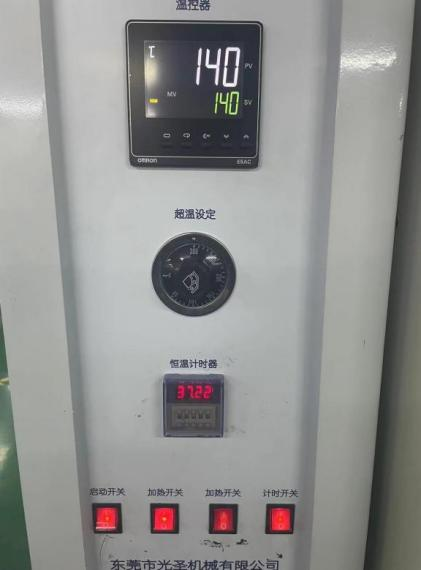 温控器
℃
140 PV
MV
140 SV
omron E5AC
超温设定
恒温计时器
37.22
启动开关 加热开关 加热开关 计时开关
东莞市光圣机械有限公司